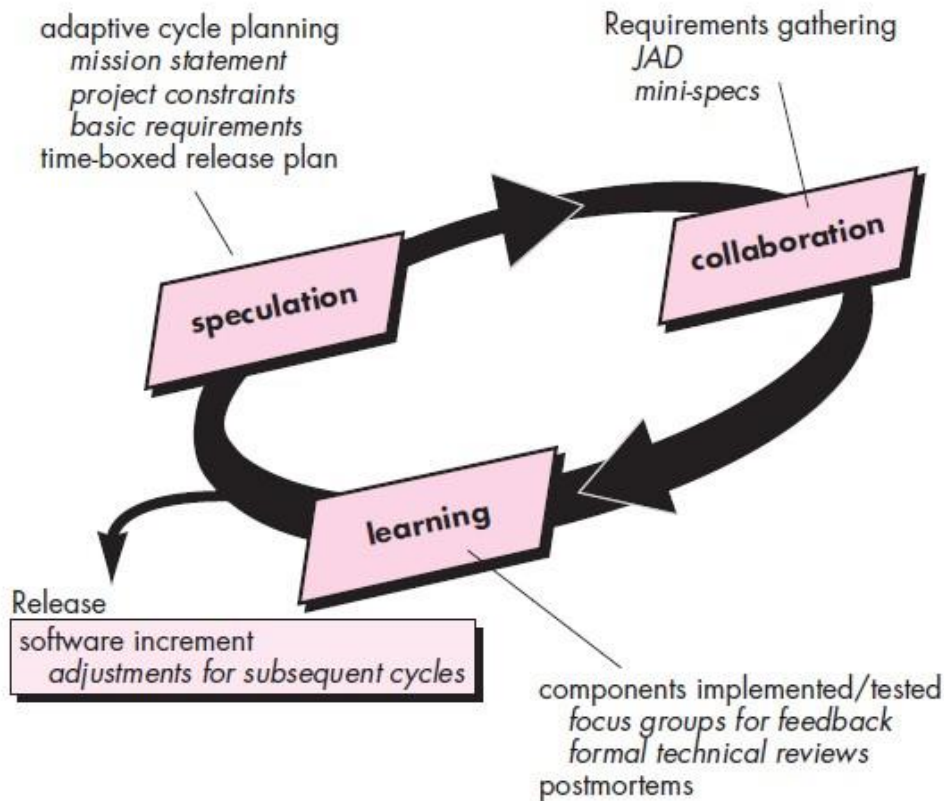 adaptive cycle planning
mission statement
project constraints
basic requirements
time-boxed release plan
Requirements gathering
JAD
mini-specs
speculation
collaboration
learning
Release
software increment
adjustments for subsequent cycles
components implemented/tested
focus groups for feedback
formal technical reviews
postmortems